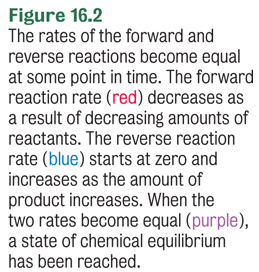 Figure 16.2
The rates of the forward and
reverse reactions become equal
at some point in time. The forward
reaction rate (red) decreases as
a result of decreasing amounts of
reactants. The reverse reaction
rate (blue) starts at zero and
increases as the amount of
product increases. When the
two rates become equal (purple),
a state of chemical equilibrium
has been reached.